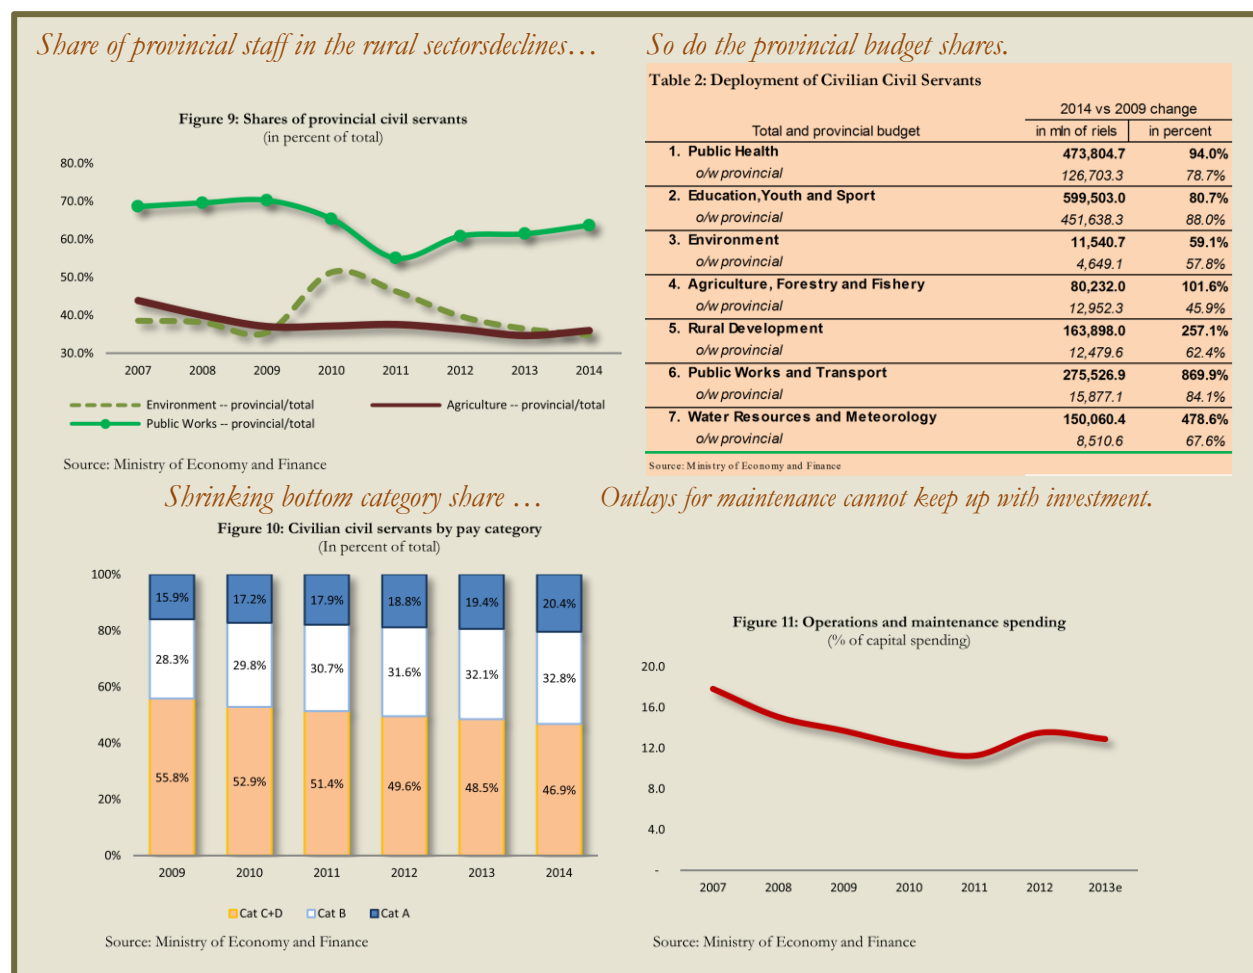 Share of provincial staff in the rural sectorsdeclines…
So do the provincial budget shares.
Figure 9: Shares of provincial civil servants
(in percent of total)
80.0%
70.0%
60.0%
50.0%
40.0%
30.0%
2007 2008 2009 2010 2011 2012 2013 2014
Environment -- provincial/total
Agriculture -- provincial/total
Public Works -- provincial/total
Source: Ministry of Economy and Finance
Table 2: Deployment of Civilian Civil Servants
2014 vs 2009 change
Total and provincial budget in mln of riels in percent
1. Public Health 473,804.7 94.0%
o/w provincial 126,703.3 78.7%
2. Education,Youth and Sport 599,503.0 80.7%
o/w provincial 451,638.3 88.0%
3. Environment 11,540.7 59.1%
o/w provincial 4,649.1 57.8%
4. Agriculture, Forestry and Fishery 80,232.0 101.6%
o/w provincial 12,952.3 45.9%
5. Rural Development 163,898.0 257.1%
o/w provincial 12,479.6 62.4%
6. Public Works and Transport 275,526.9 869.9%
o/w provincial 15,877.1 84.1%
7. Water Resources and Meteorology 150,060.4 478.6%
o/w provincial 8,510.6 67.6%
Source: Ministry of Economy and Finance
Shrinking bottom category share …
Outlays for maintenance cannot keep up with investment.
Figure 10: Civilian civil servants by pay category
(In percent of total)
100%
80%
60%
40%
20%
0%
15.9% 17.2% 17.9% 18.8% 19.4% 20.4%
28.3% 29.8% 30.7% 31.6% 32.1% 32.8%
55.8% 52.9% 51.4% 49.6% 48.5% 46.9%
2009 2010 2011 2012 2013 2014
Cat C+D Cat B Cat A
Source: Ministry of Economy and Finance
Figure 11: Operations and maintenance spending
(% of capital spending)
20.0
16.0
12.0
8.0
4.0
-
2007 2008 2009 2010 2011 2012 2013e
Source: Ministry of Economy and Finance